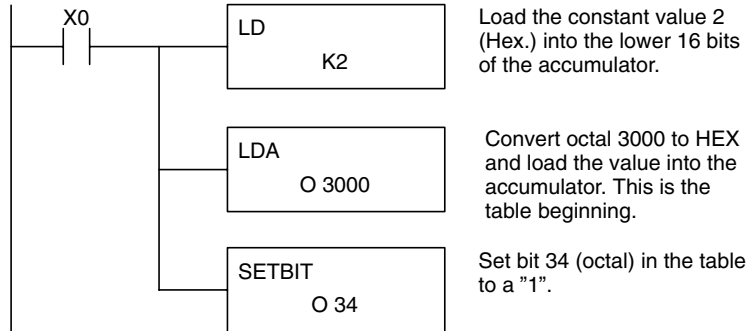 X0
LD
K2
Load the constant value 2
(Hex.) into the lower 16 bits
of the accumulator.
LDA
O 3000
Convert octal 3000 to HEX
and load the value into the
accumulator. This is the
table beginning.
SETBIT
O 34
Set bit 34 (octal) in the table
to a ”1”.